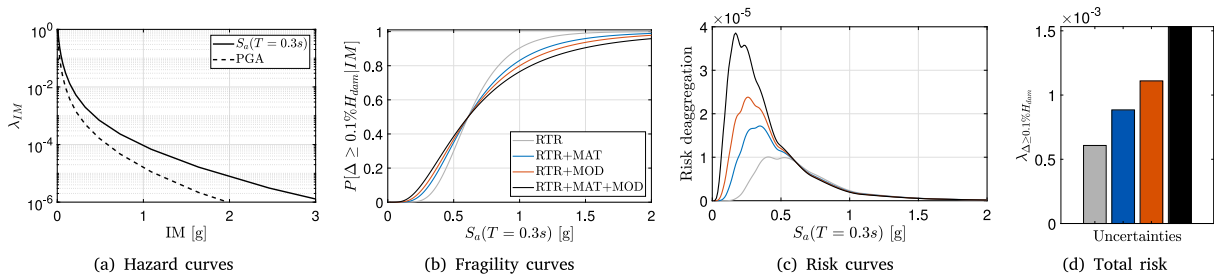 10^0
10^-2
10^-4
10^-6
λ_IM
S_a(T = 0.3s)
PGA
0 1 2 3
IM [g]
(a) Hazard curves
1
0.8
0.6
0.4
0.2
0
P[Δ ≥ 0.1%H_dam|IM]
RTR
RTR+MAT
RTR+MOD
RTR+MAT+MOD
0 0.5 1 1.5 2
S_a(T = 0.3s) [g]
(b) Fragility curves
×10^-5
4
3
2
1
0
Risk deaggregation
0 0.5 1 1.5 2
S_a(T = 0.3s) [g]
(c) Risk curves
×10^-3
1.5
1
0.5
0
λ_Δ≥0.1%H_dam
Uncertainties
(d) Total risk